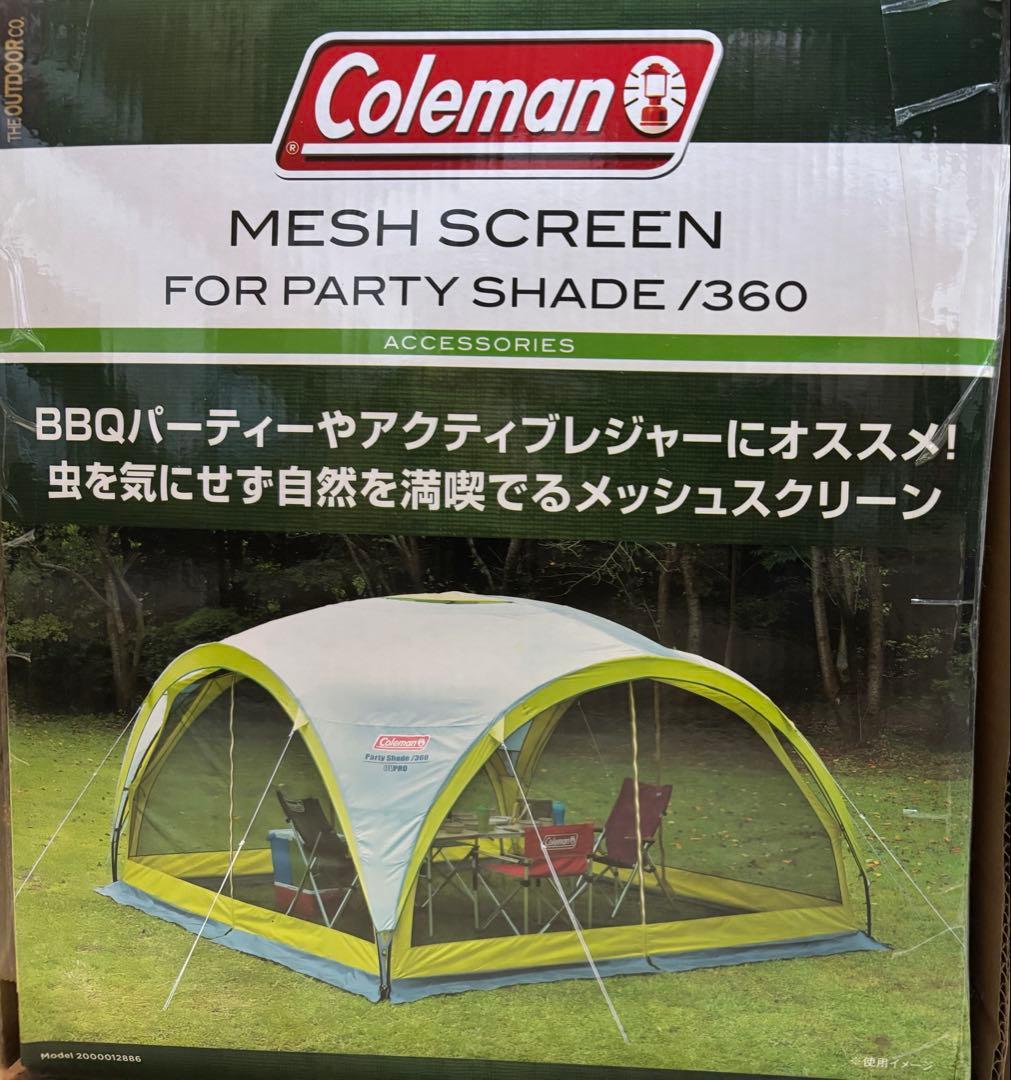 THE OUTDOOR CO.
Coleman
®
MESH SCREEN
FOR PARTY SHADE /360
ACCESSORIES
BBQパーティーやアクティブレジャーにオススメ!
虫を気にせず自然を満喫でるメッシュスクリーン
Coleman
Party Shade /360
Coleman
Model 2000012886
※使用イメージ